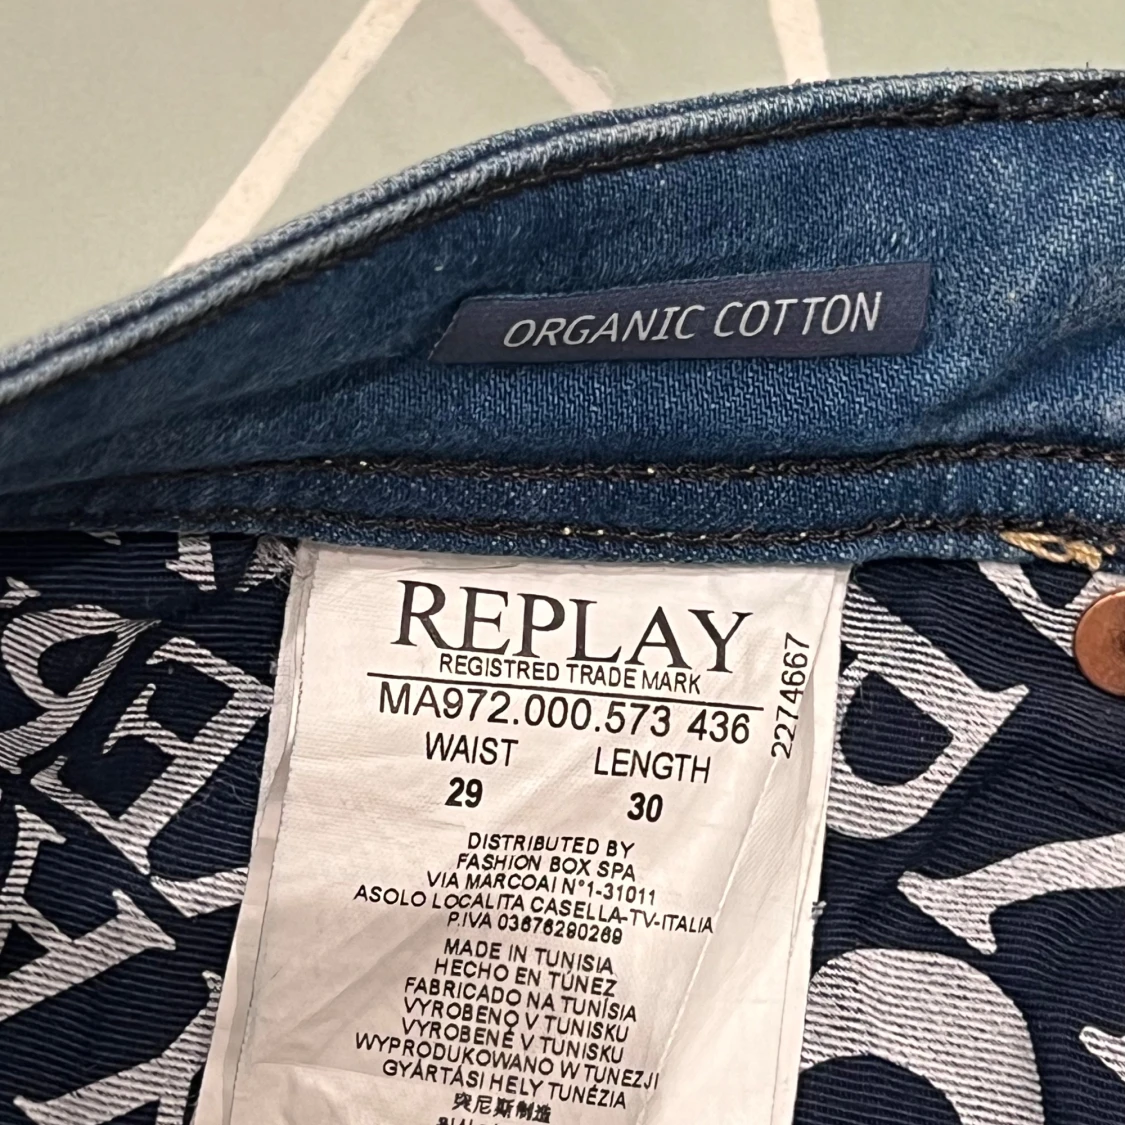 ORGANIC COTTON
REPLAY
REGISTRED TRADE MARK
MA972.000.573 436
2274667
WAIST LENGTH
29 30
DISTRIBUTED BY
FASHION BOX SPA
VIA MARCOAI N°1-31011
ASOLO LOCALITA CASELLA-TV-ITALIA
P.IVA 03676290269
MADE IN TUNISIA
HECHO EN TÚNEZ
FABRICADO NA TUNÍSIA
VYROBENO V TUNISKU
VYROBENÉ V TUNISKU
WYPRODUKOWANO W TUNEZJI
GYÁRTÁSI HELY TUNÉZIA
突尼斯制造